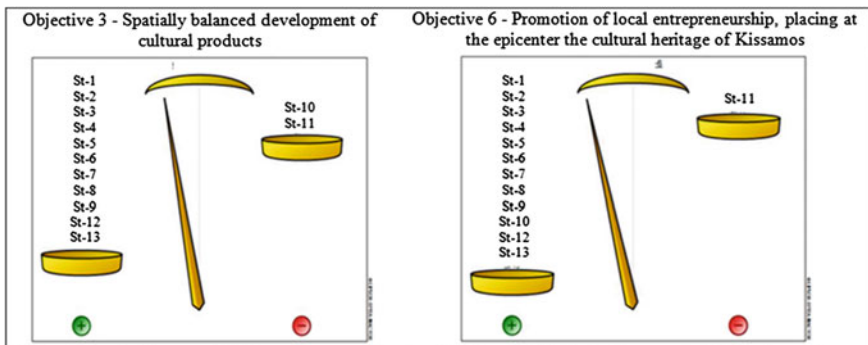 Objective 3 - Spatially balanced development of
cultural products
St-1
St-2
St-3
St-4
St-5
St-6
St-7
St-8
St-9
St-12
St-13
St-10
St-11
+
−
Objective 6 - Promotion of local entrepreneurship, placing at
the epicenter the cultural heritage of Kissamos
St-1
St-2
St-3
St-4
St-5
St-6
St-7
St-8
St-9
St-10
St-12
St-13
St-11
+
−